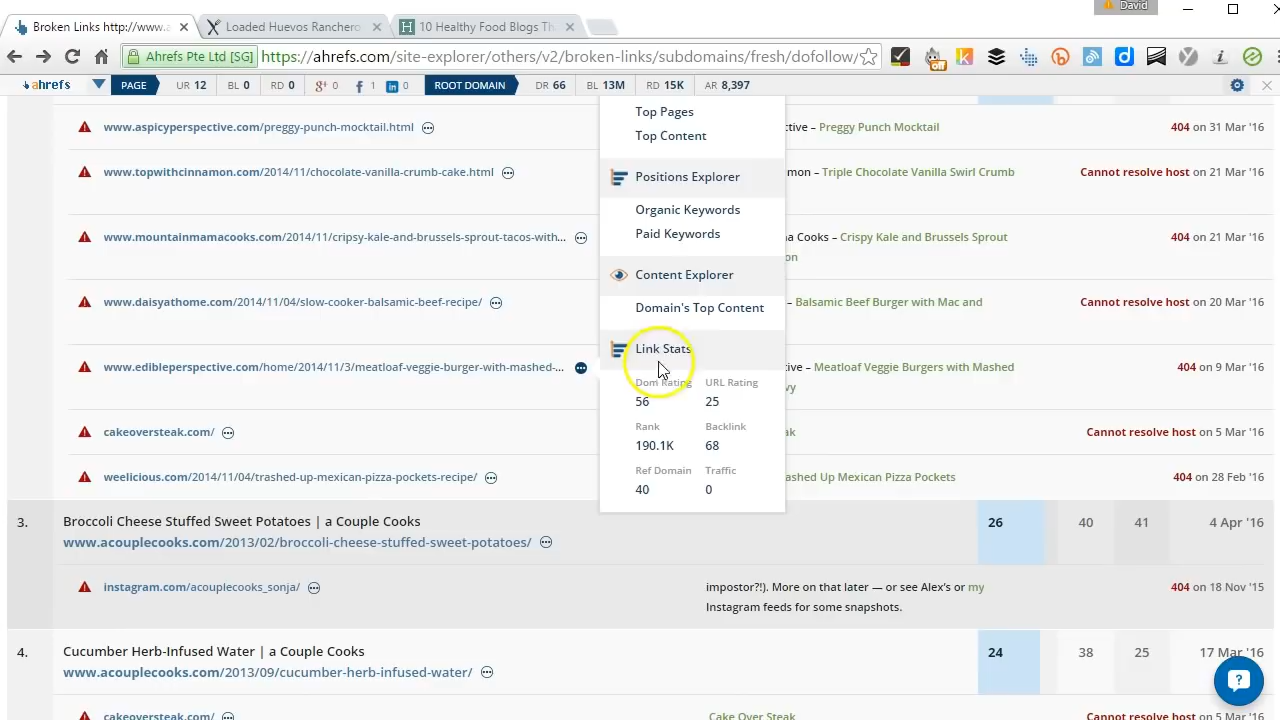 David
Broken Links http://www.a
Loaded Huevos Ranchero
10 Healthy Food Blogs Th
Ahrefs Pte Ltd [SG]
https://ahrefs.com/site-explorer/others/v2/broken-links/subdomains/fresh/dofollow/
off
ahrefs PAGE UR 12 BL 0 RD 0 g+ 0 f 1 in 0 ROOT DOMAIN DR 66 BL 13M RD 15K AR 8,397
Top Pages
www.aspicyperspective.com/preggy-punch-mocktail.html
ctive – Preggy Punch Mocktail
404 on 31 Mar '16
Top Content
www.topwithcinnamon.com/2014/11/chocolate-vanilla-crumb-cake.html
mon – Triple Chocolate Vanilla Swirl Crumb
Cannot resolve host on 21 Mar '16
Positions Explorer
Organic Keywords
www.mountainmamacooks.com/2014/11/cripsy-kale-and-brussels-sprout-tacos-with...
Paid Keywords
na Cooks – Crispy Kale and Brussels Sprout
on
404 on 21 Mar '16
Content Explorer
www.daisyathome.com/2014/11/04/slow-cooker-balsamic-beef-recipe/
Domain's Top Content
– Balsamic Beef Burger with Mac and
Cannot resolve host on 20 Mar '16
Link Stats
www.edibleperspective.com/home/2014/11/3/meatloaf-veggie-burger-with-mashed-...
ctive – Meatloaf Veggie Burgers with Mashed
vy
404 on 9 Mar '16
Dom Rating URL Rating
56 25
Rank Backlink
190.1K 68
Ref Domain Traffic
40 0
cakeoversteak.com/
ak
Cannot resolve host on 5 Mar '16
weelicious.com/2014/11/04/trashed-up-mexican-pizza-pockets-recipe/
ashed Up Mexican Pizza Pockets
404 on 28 Feb '16
3. Broccoli Cheese Stuffed Sweet Potatoes | a Couple Cooks 26 40 41 4 Apr '16
www.acouplecooks.com/2013/02/broccoli-cheese-stuffed-sweet-potatoes/
instagram.com/acouplecooks_sonja/
impostor?!). More on that later — or see Alex's or my
Instagram feeds for some snapshots.
404 on 18 Nov '15
4. Cucumber Herb-Infused Water | a Couple Cooks 24 38 25 17 Mar '16
www.acouplecooks.com/2013/09/cucumber-herb-infused-water/
cakeoversteak.com/
Cake Over Steak
Cannot resolve host on 5 Mar '16